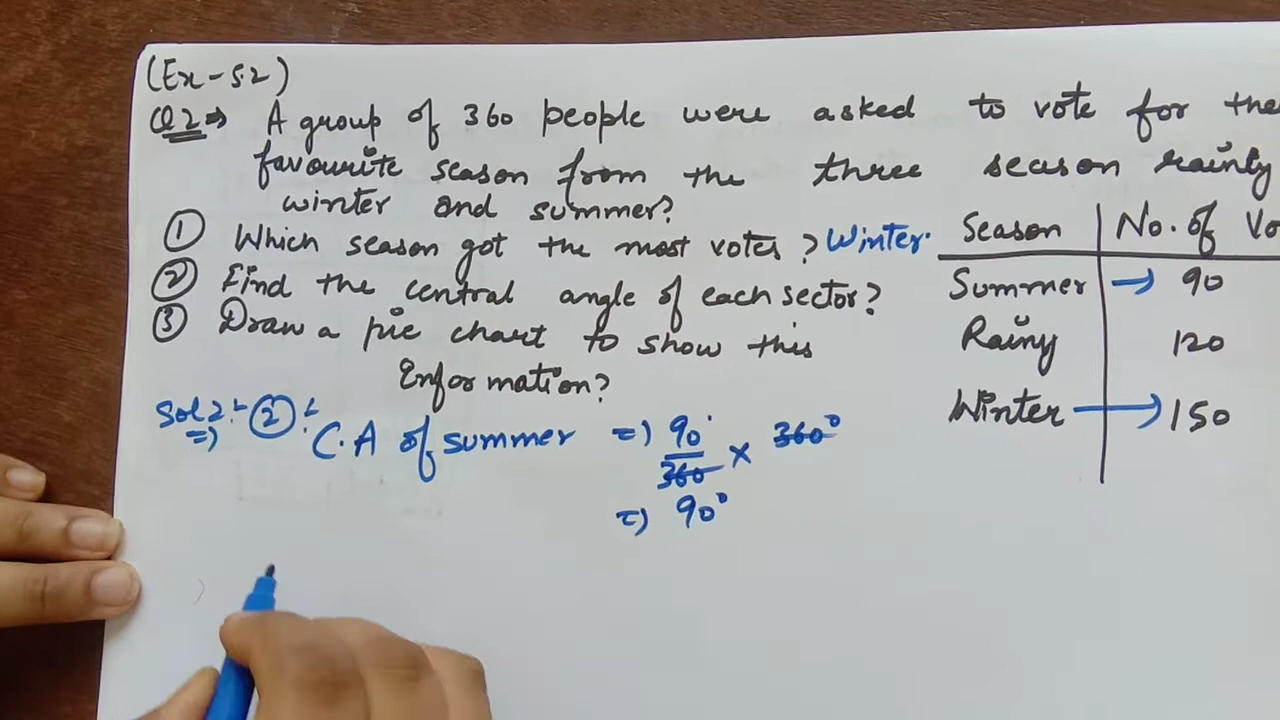 (Ex-5.2)
Q2⇒ A group of 360 people were asked to vote for the
favourite season from the three season rainly
winter and summer?
① Which season got the most votes? Winter.
② Find the central angle of each sector?
③ Draw a pie chart to show this
Information?
Season No. of Vo
Summer → 90
Rainy 120
Winter → 150
Sol2:- ②:-
⇒) C.A of summer =) 90 / 360 × 360°
=) 90°